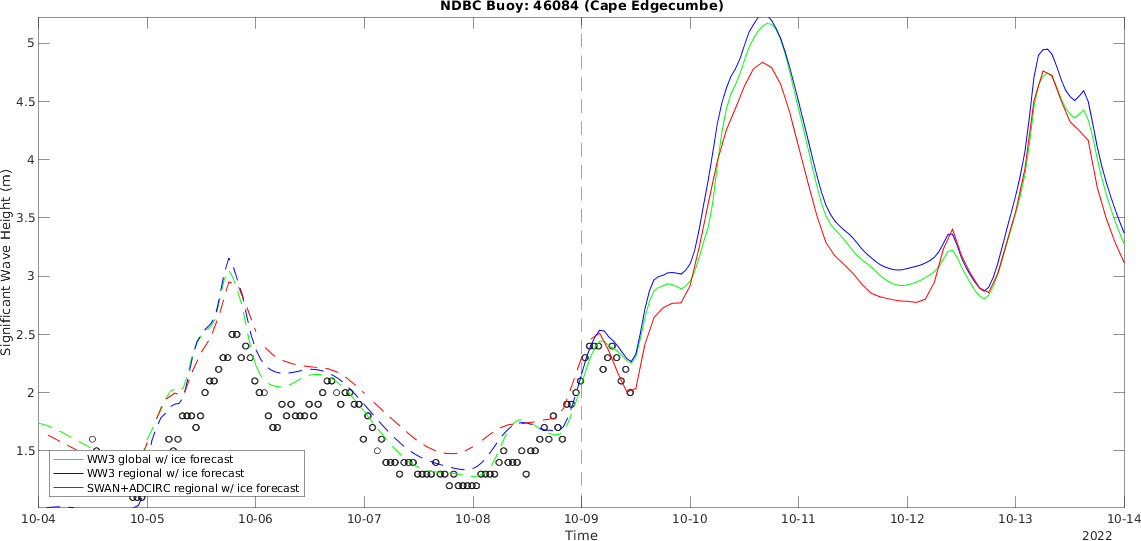 NDBC Buoy: 46084 (Cape Edgecumbe)
5
4.5
4
3.5
3
2.5
2
1.5
Significant Wave Height (m)
WW3 global w/ ice forecast
WW3 regional w/ ice forecast
SWAN+ADCIRC regional w/ ice forecast
10-04 10-05 10-06 10-07 10-08 10-09 10-10 10-11 10-12 10-13 10-14
Time
2022